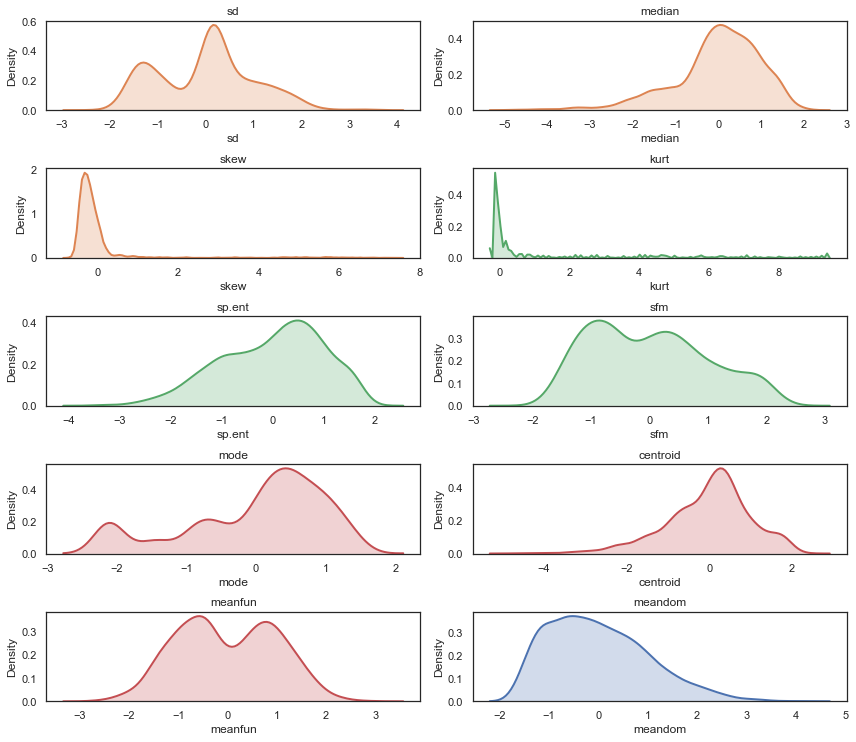 sd
median
Density
0.6
0.4
0.2
0.0
−3 −2 −1 0 1 2 3 4
sd
Density
0.4
0.2
0.0
−5 −4 −3 −2 −1 0 1 2 3
median
skew
kurt
Density
2
1
0
0 2 4 6 8
skew
Density
0.4
0.2
0.0
0 2 4 6 8
kurt
sp.ent
sfm
Density
0.4
0.2
0.0
−4 −3 −2 −1 0 1 2
sp.ent
Density
0.3
0.2
0.1
0.0
−3 −2 −1 0 1 2 3
sfm
mode
centroid
Density
0.4
0.2
0.0
−3 −2 −1 0 1 2
mode
Density
0.4
0.2
0.0
−4 −2 0 2
centroid
meanfun
meandom
Density
0.3
0.2
0.1
0.0
−3 −2 −1 0 1 2 3
meanfun
Density
0.3
0.2
0.1
0.0
−2 −1 0 1 2 3 4 5
meandom